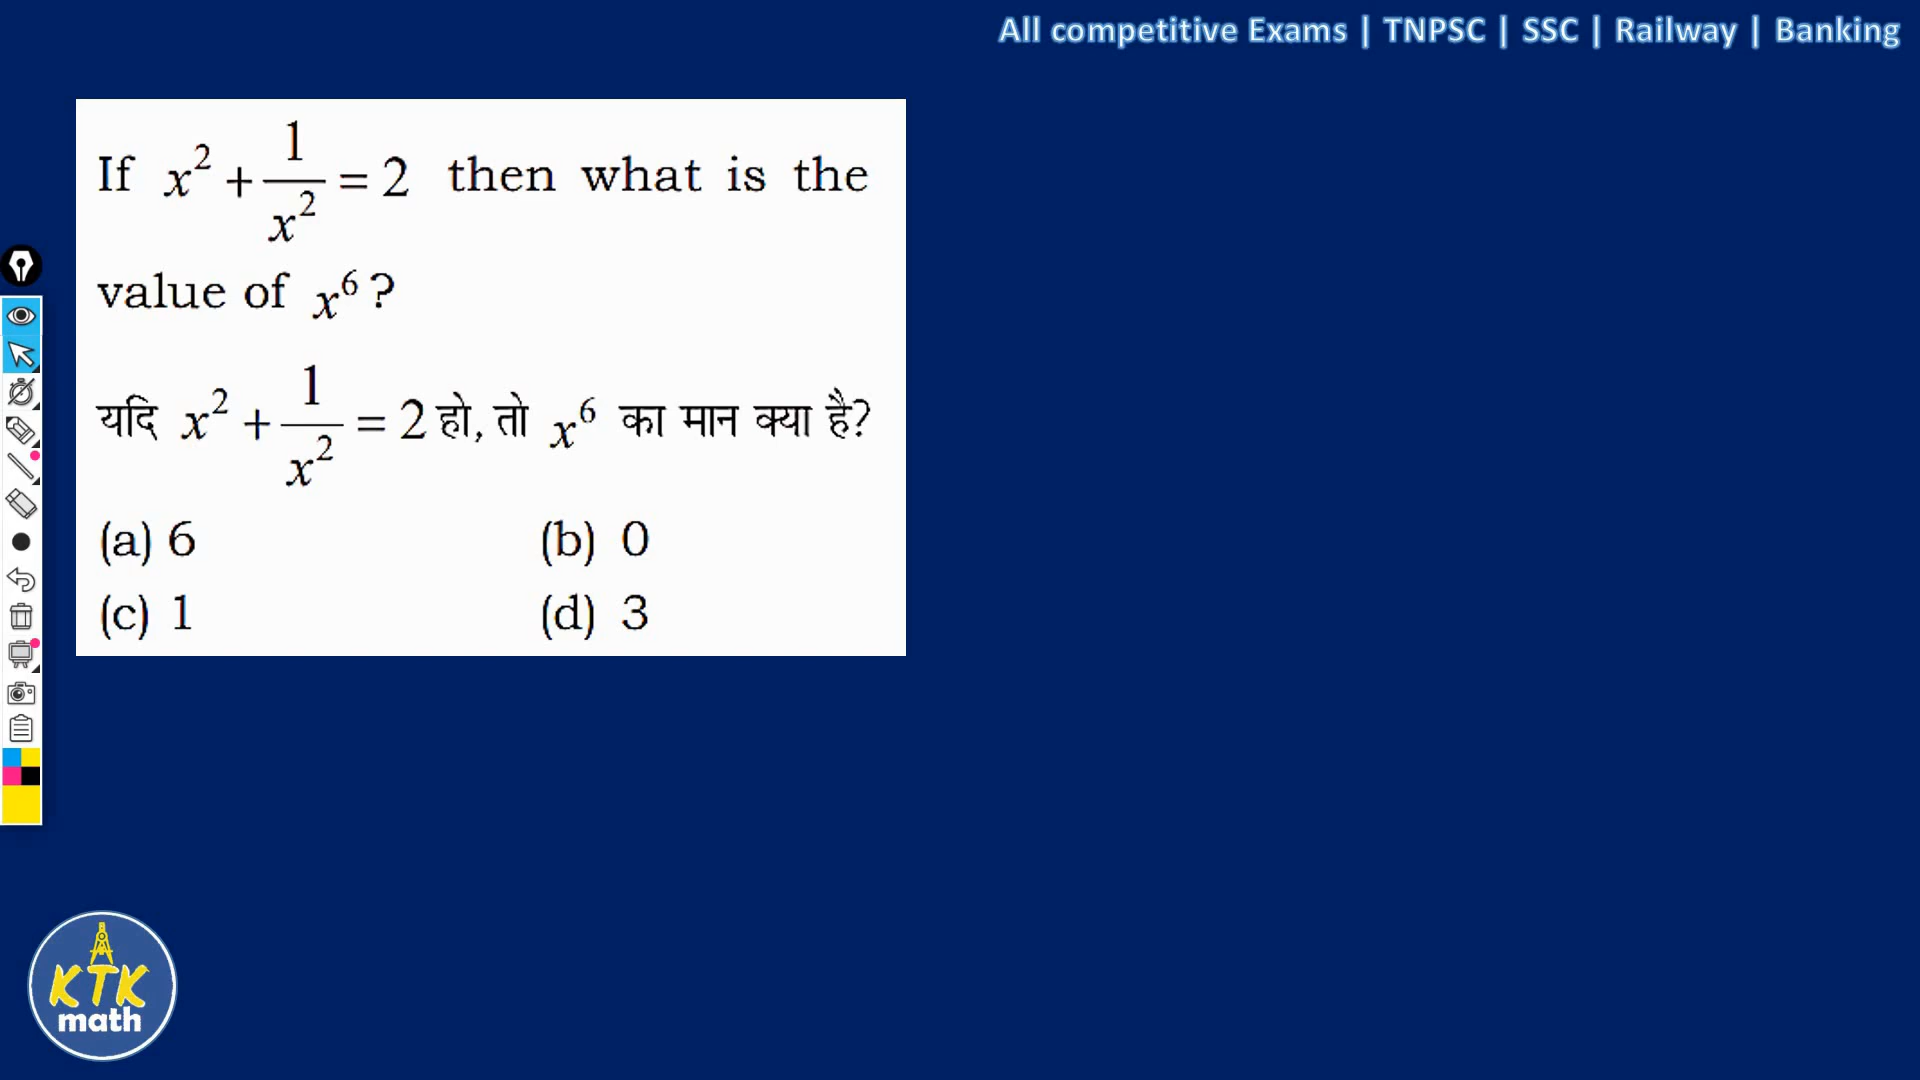 All competitive Exams | TNPSC | SSC | Railway | Banking
If x² + 1/x² = 2 then what is the
value of x⁶?
यदि x² + 1/x² = 2 हो, तो x⁶ का मान क्या है?
(a) 6 (b) 0
(c) 1 (d) 3
KTK
math